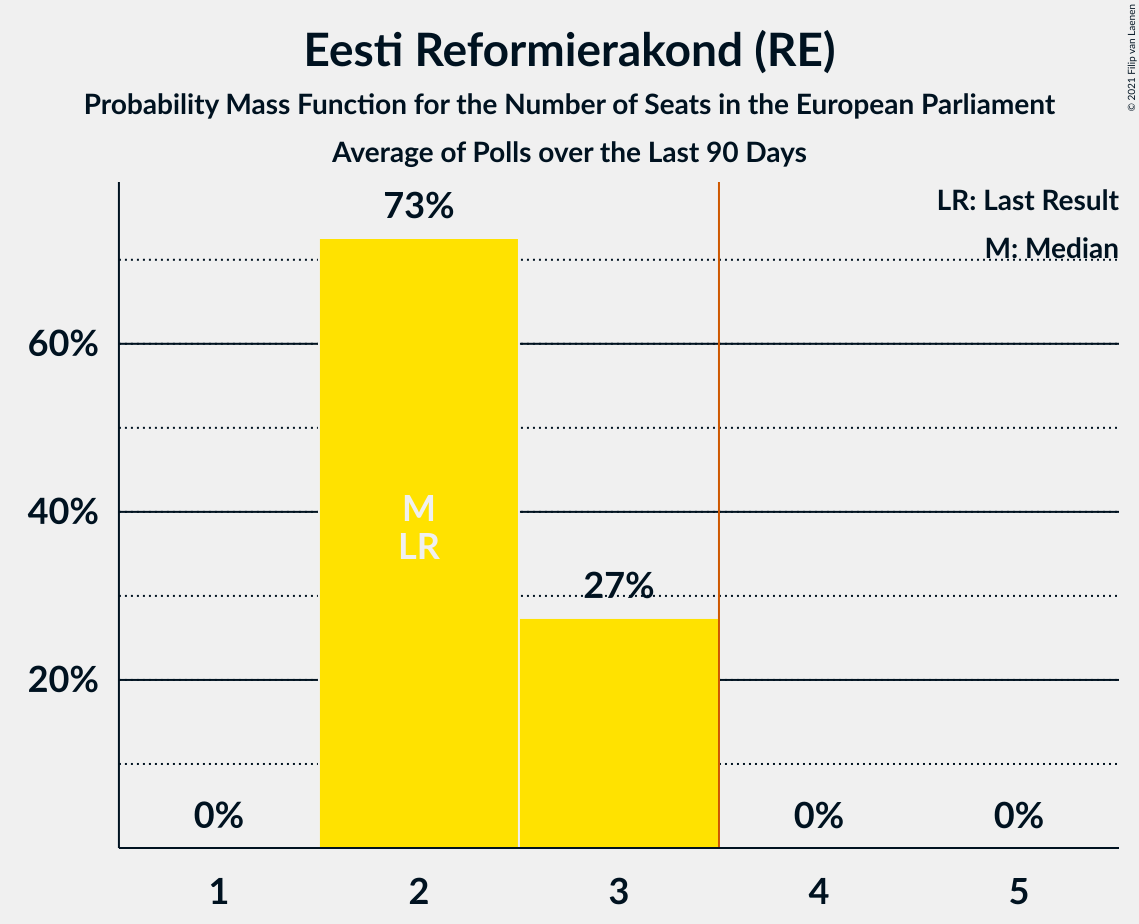 Eesti Reformierakond (RE)
Probability Mass Function for the Number of Seats in the European Parliament
Average of Polls over the Last 90 Days
© 2021 Filip van Laenen
LR: Last Result
M: Median
73%
60%
40%
20%
M
LR
27%
0%
0%
0%
1
2
3
4
5